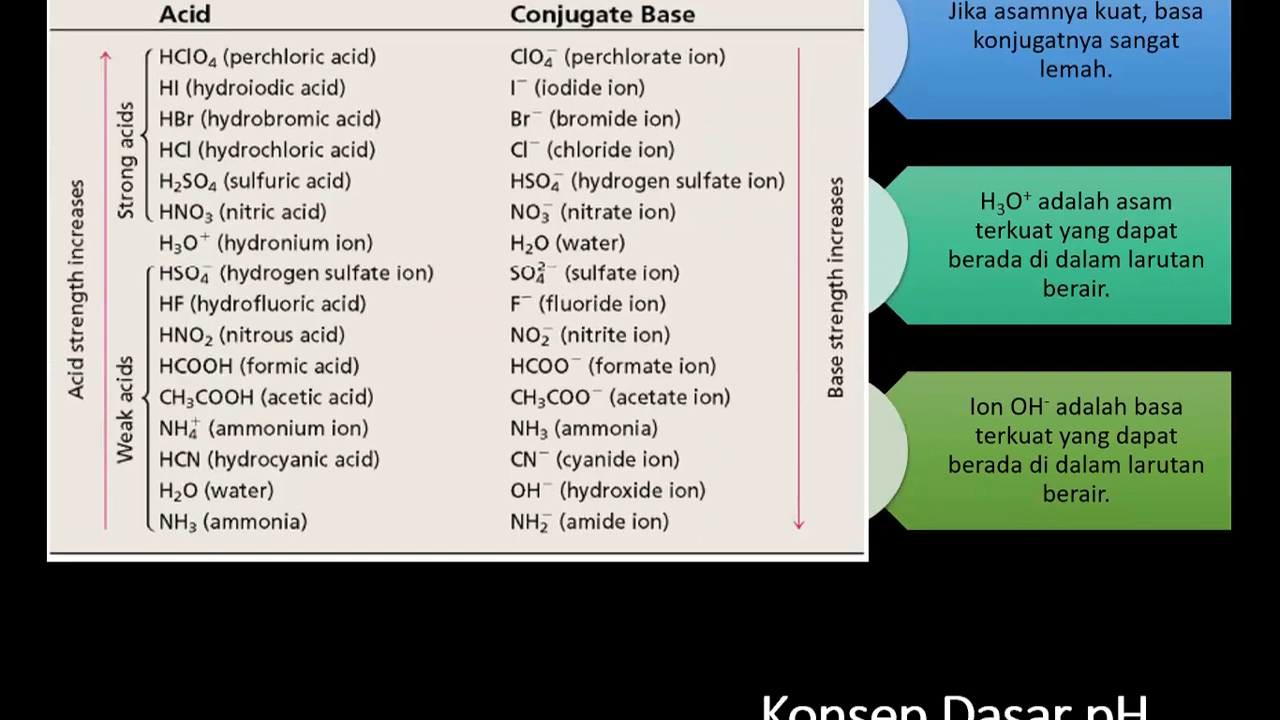 Acid Conjugate Base
HClO₄ (perchloric acid) ClO₄⁻ (perchlorate ion)
HI (hydroiodic acid) I⁻ (iodide ion)
HBr (hydrobromic acid) Br⁻ (bromide ion)
HCl (hydrochloric acid) Cl⁻ (chloride ion)
H₂SO₄ (sulfuric acid) HSO₄⁻ (hydrogen sulfate ion)
HNO₃ (nitric acid) NO₃⁻ (nitrate ion)
H₃O⁺ (hydronium ion) H₂O (water)
HSO₄⁻ (hydrogen sulfate ion) SO₄²⁻ (sulfate ion)
HF (hydrofluoric acid) F⁻ (fluoride ion)
HNO₂ (nitrous acid) NO₂⁻ (nitrite ion)
HCOOH (formic acid) HCOO⁻ (formate ion)
CH₃COOH (acetic acid) CH₃COO⁻ (acetate ion)
NH₄⁺ (ammonium ion) NH₃ (ammonia)
HCN (hydrocyanic acid) CN⁻ (cyanide ion)
H₂O (water) OH⁻ (hydroxide ion)
NH₃ (ammonia) NH₂⁻ (amide ion)
Acid strength increases
Strong acids
Weak acids
Base strength increases
Jika asamnya kuat, basa
konjugatnya sangat
lemah.
H₃O⁺ adalah asam
terkuat yang dapat
berada di dalam larutan
berair.
Ion OH⁻ adalah basa
terkuat yang dapat
berada di dalam larutan
berair.
Konsep Dasar pH